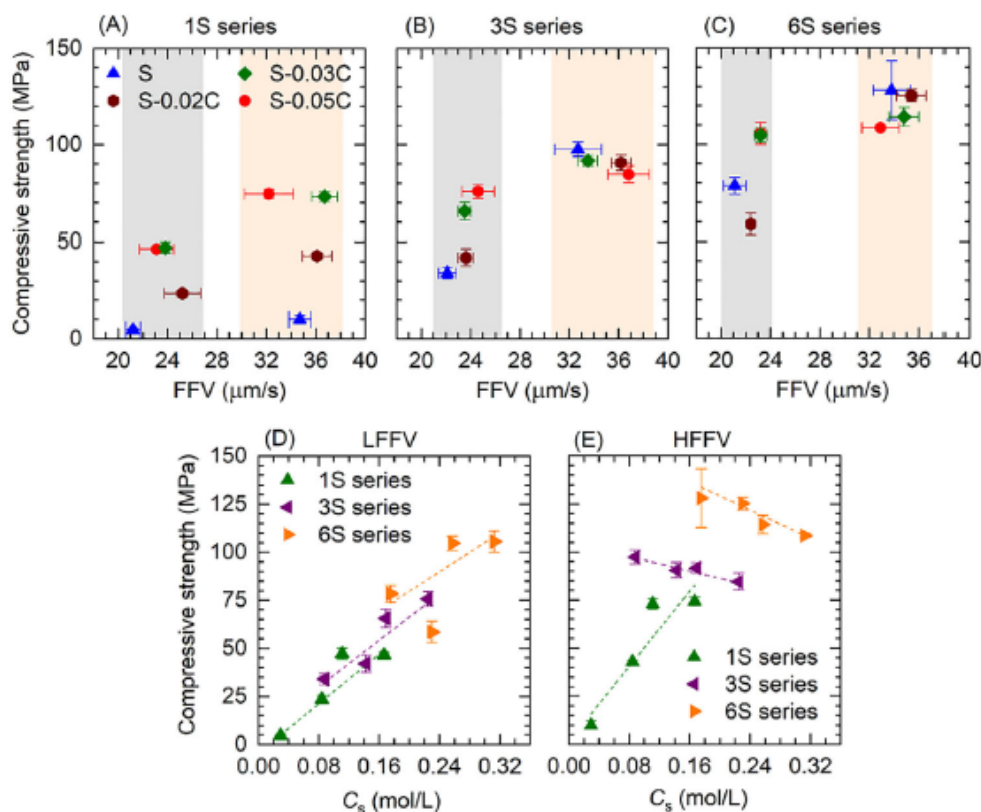 (A) 1S series (B) 3S series (C) 6S series
Compressive strength (MPa)
150
100
50
0
S S-0.03C
S-0.02C S-0.05C
20 24 28 32 36 40 20 24 28 32 36 40 20 24 28 32 36 40
FFV (μm/s) FFV (μm/s) FFV (μm/s)
(D) LFFV (E) HFFV
Compressive strength (MPa)
150
125
100
75
50
25
0
1S series
3S series
6S series
1S series
3S series
6S series
0.00 0.08 0.16 0.24 0.32 0.00 0.08 0.16 0.24 0.32
Cs (mol/L) Cs (mol/L)